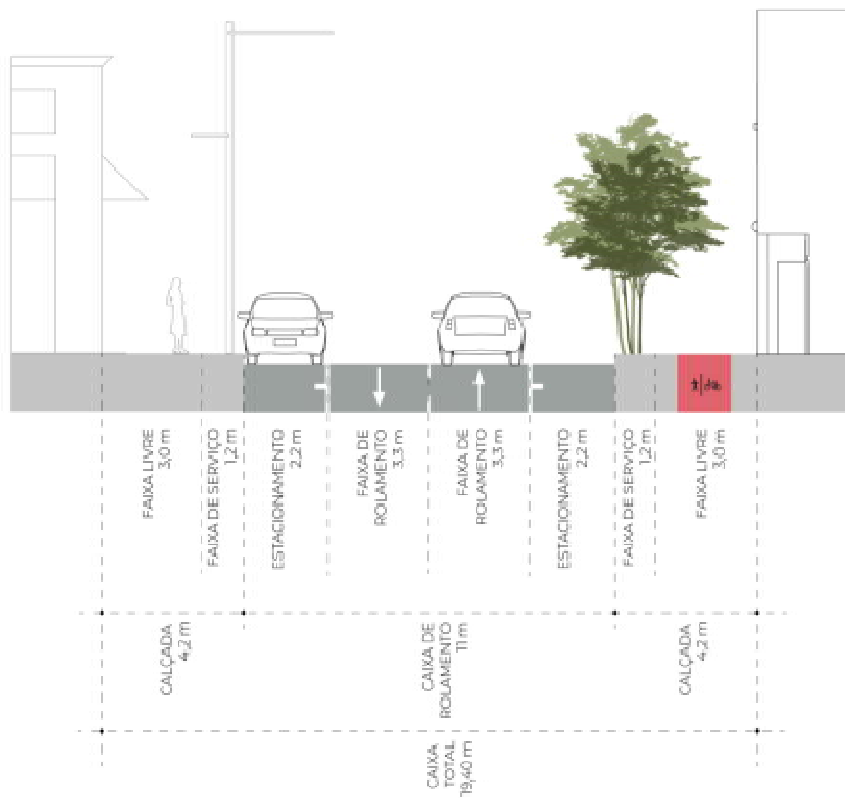 FAIXA LIVRE
3,0 m
FAIXA DE SERVIÇO
1,2 m
ESTACIONAMENTO
2,2 m
FAIXA DE
ROLAMENTO
3,3 m
FAIXA DE
ROLAMENTO
3,3 m
ESTACIONAMENTO
2,2 m
FAIXA DE SERVIÇO
1,2 m
FAIXA LIVRE
3,0 m
CALÇADA
4,2 m
CAIXA DE
ROLAMENTO
11 m
CALÇADA
4,2 m
CAIXA
TOTAL
19,40 m